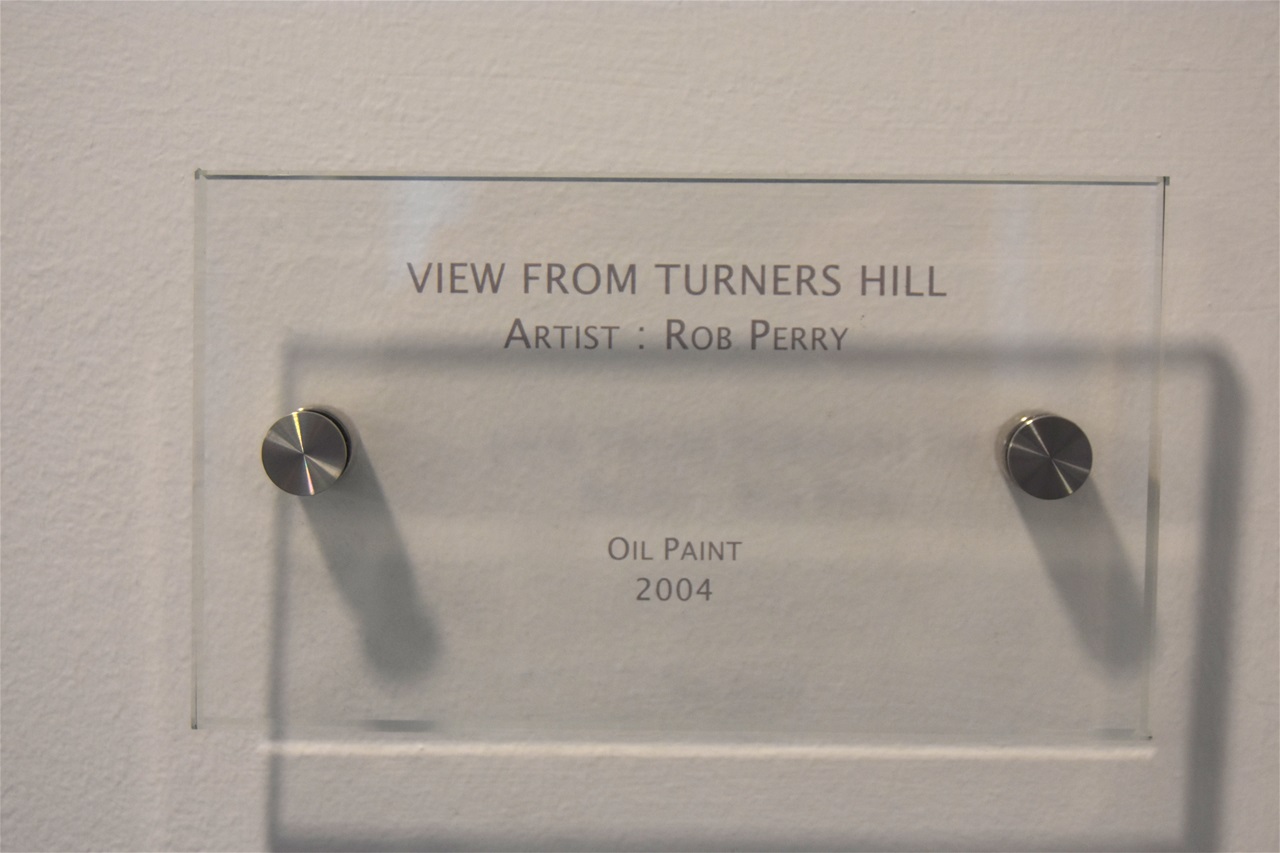 VIEW FROM TURNERS HILL
ARTIST : ROB PERRY
OIL PAINT
2004